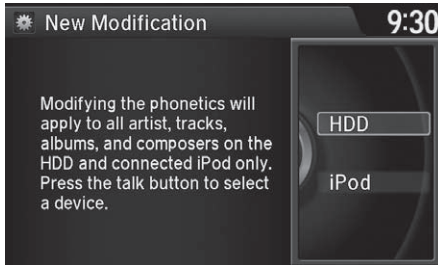 New Modification
9:30
Modifying the phonetics will
apply to all artist, tracks,
albums, and composers on the
HDD and connected iPod only.
Press the talk button to select
a device.
HDD
iPod